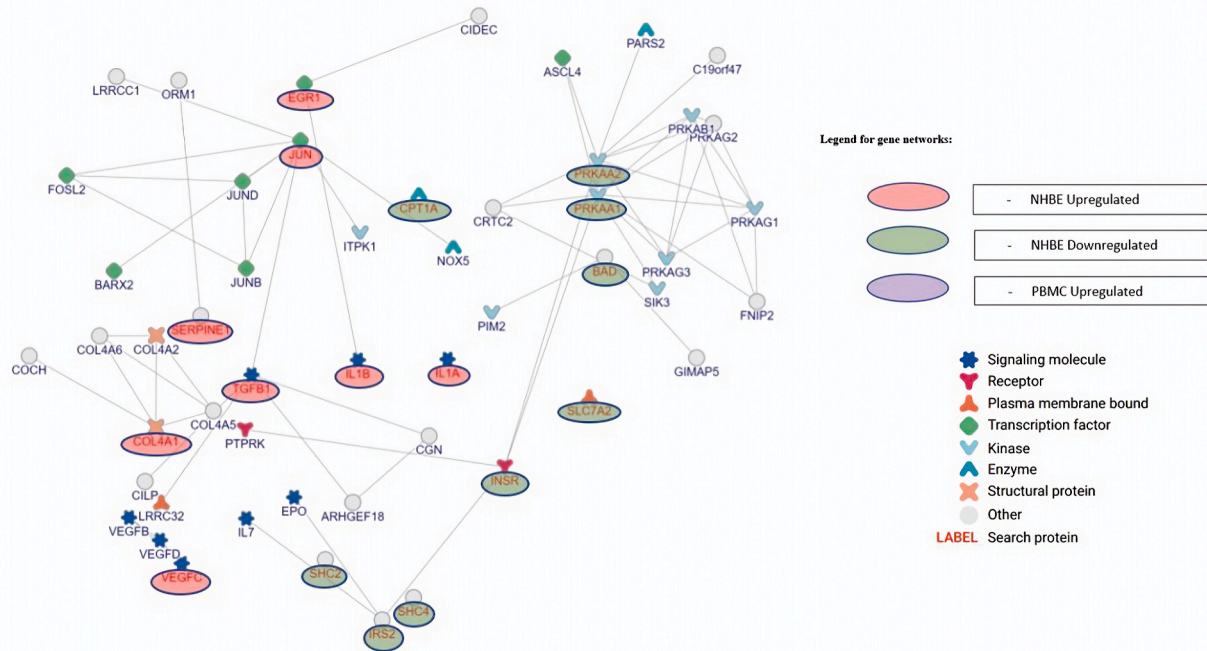 CIDEC
PARS2
ASCL4
C19orf47
LRRCC1
ORM1
EGR1
PRKAB1
PRKAG2
JUN
PRKAA2
FOSL2
JUND
CPT1A
PRKAA1
CRTC2
PRKAG1
ITPK1
NOX5
BARX2
JUNB
BAD
PRKAG3
SIK3
PIM2
FNIP2
SERPINE1
COL4A6
COL4A2
COCH
TGFB1
IL1B
IL1A
GIMAP5
SLC7A2
COL4A5
COL4A1
PTPRK
CGN
INSR
CILP
LRRC32
EPO
ARHGEF18
VEGFB
IL7
VEGFD
VEGFC
SHC2
SHC4
IRS2
Legend for gene networks:
- NHBE Upregulated
- NHBE Downregulated
- PBMC Upregulated
Signaling molecule
Receptor
Plasma membrane bound
Transcription factor
Kinase
Enzyme
Structural protein
Other
LABEL Search protein